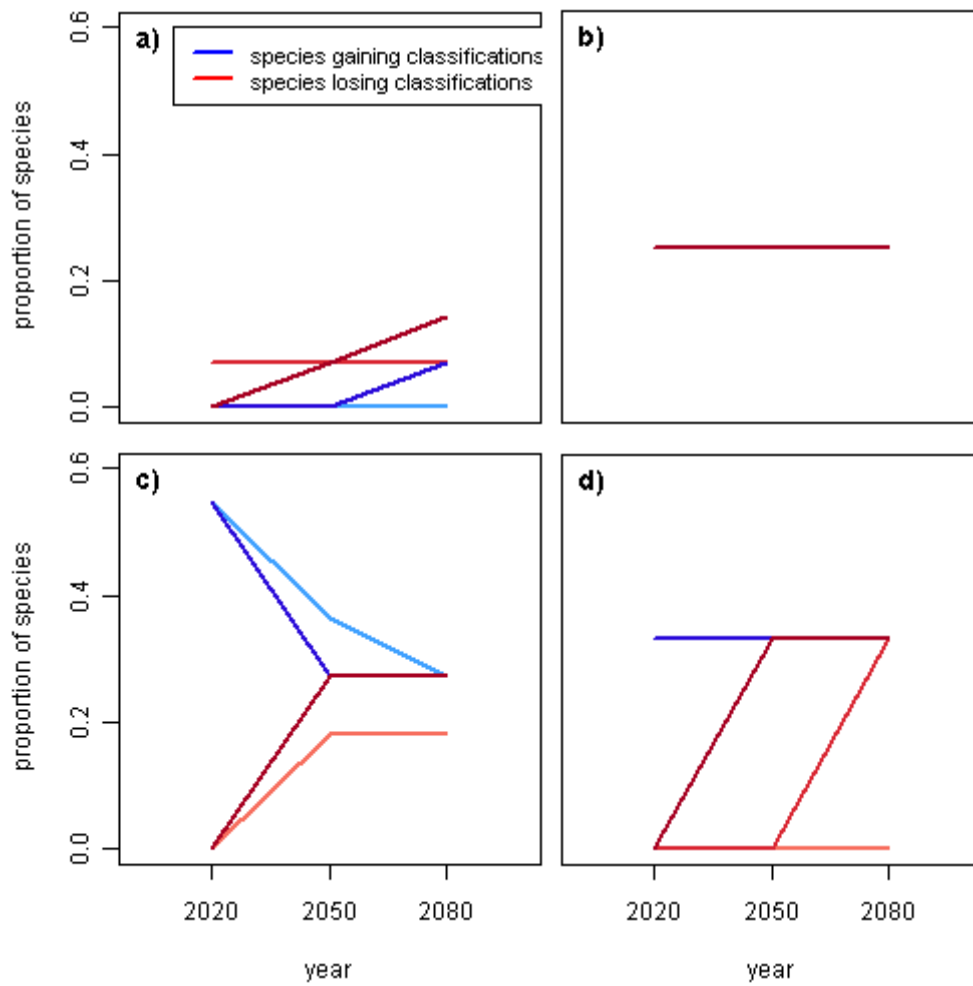 a)
species gaining classifications
species losing classifications
b)
proportion of species
0.6
0.4
0.2
0.0
c)
d)
proportion of species
0.6
0.4
0.2
0.0
2020 2050 2080 2020 2050 2080
year year